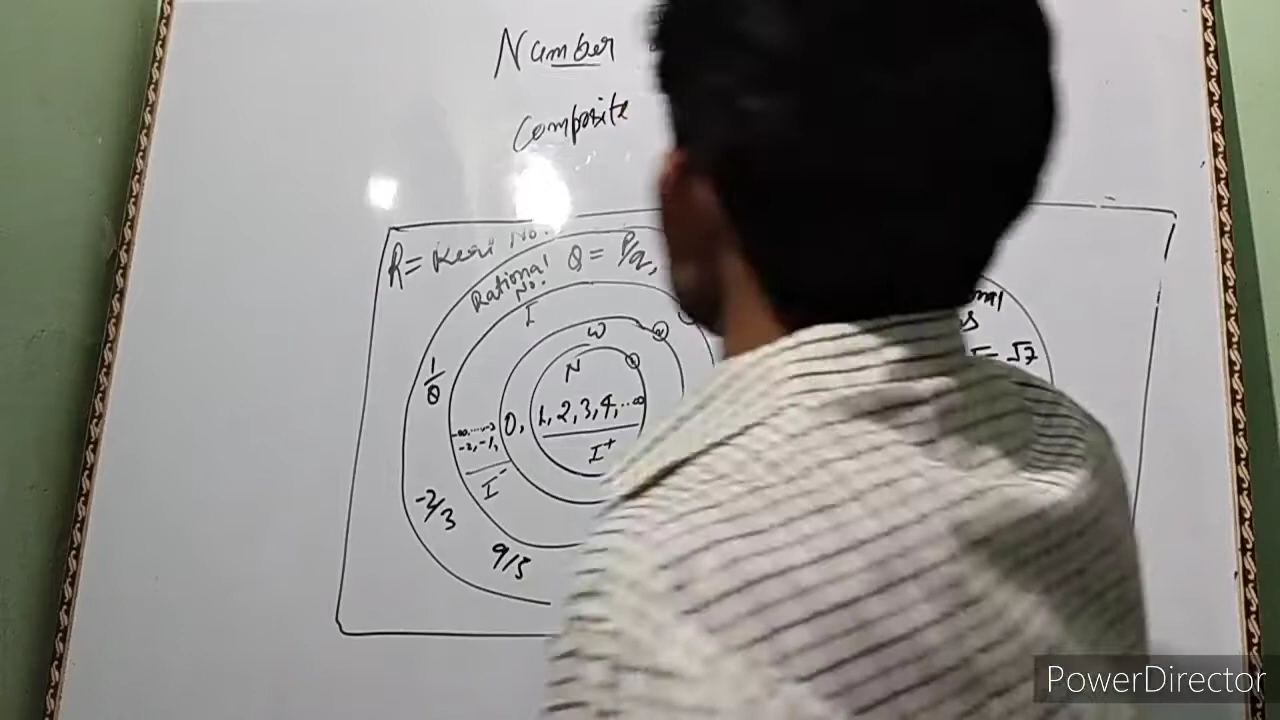 Number
Composite
R = Real No.
Rational Q = P/q,
No.
I
W
N
1/8
0, 1, 2, 3, 4, ...∞
-∞......-3
-2, -1,
I⁺
I⁻
-2/3
9/5
= √7
PowerDirector